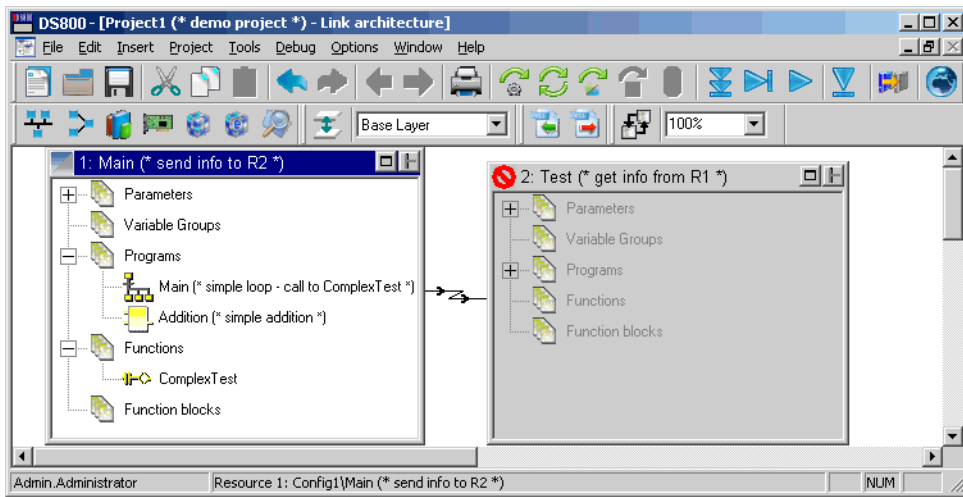 DS800 - [Project1 (* demo project *) - Link architecture]
File Edit Insert Project Tools Debug Options Window Help
Base Layer
100%
1: Main (* send info to R2 *)
Parameters
Variable Groups
Programs
Main (* simple loop - call to ComplexTest *)
Addition (* simple addition *)
Functions
ComplexTest
Function blocks
2: Test (* get info from R1 *)
Parameters
Variable Groups
Programs
Functions
Function blocks
Admin.Administrator
Resource 1: Config1\Main (* send info to R2 *)
NUM